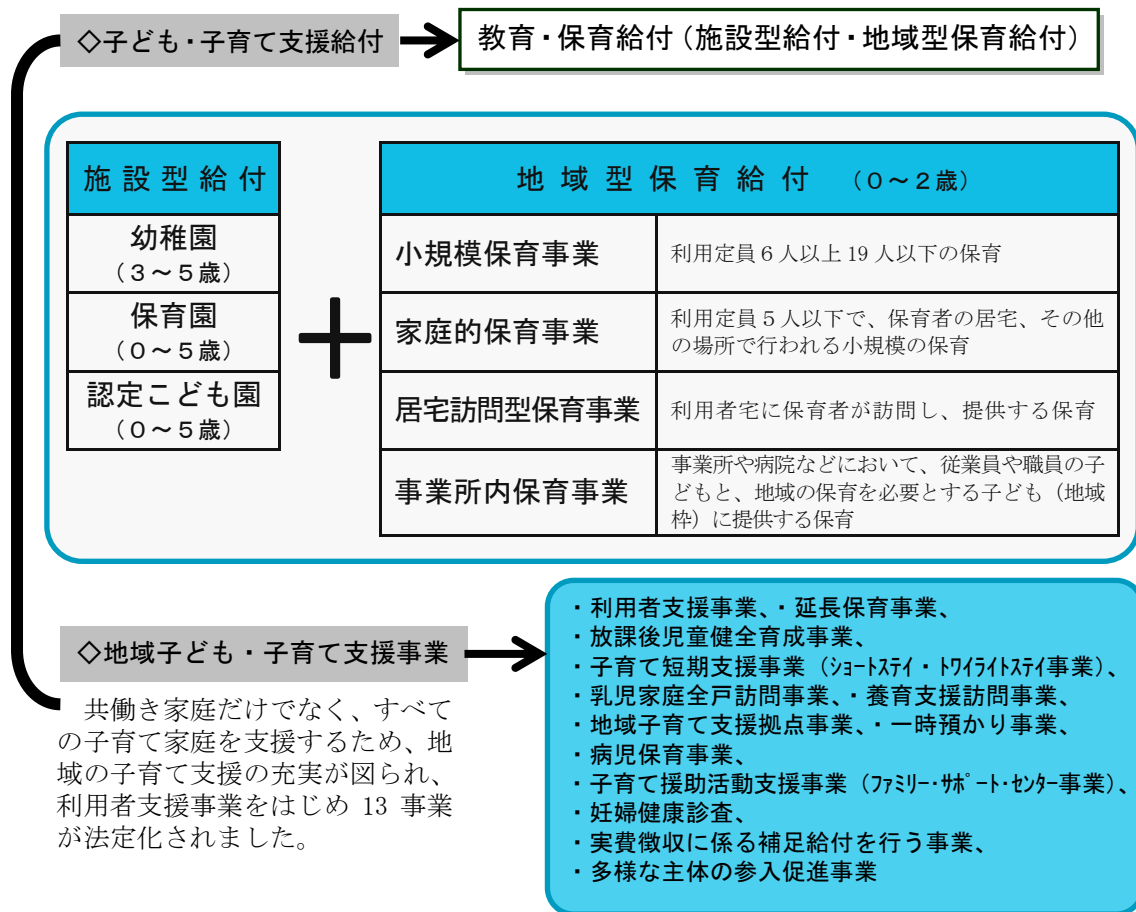 ◇子ども・子育て支援給付
教育・保育給付（施設型給付・地域型保育給付）
施設型給付
幼稚園
（３～５歳）
保育園
（０～５歳）
認定こども園
（０～５歳）
地域型保育給付　（０～２歳）
小規模保育事業
利用定員６人以上 19 人以下の保育
家庭的保育事業
利用定員５人以下で、保育者の居宅、その他
の場所で行われる小規模の保育
居宅訪問型保育事業
利用者宅に保育者が訪問し、提供する保育
事業所内保育事業
事業所や病院などにおいて、従業員や職員の子
どもと、地域の保育を必要とする子ども（地域
枠）に提供する保育
◇地域子ども・子育て支援事業
共働き家庭だけでなく、すべて
の子育て家庭を支援するため、地
域の子育て支援の充実が図られ、
利用者支援事業をはじめ 13 事業
が法定化されました。
・利用者支援事業、・延長保育事業、
・放課後児童健全育成事業、
・子育て短期支援事業（ｼｮｰﾄｽﾃｲ・ﾄﾜｲﾗｲﾄｽﾃｲ事業）、
・乳児家庭全戸訪問事業、・養育支援訪問事業、
・地域子育て支援拠点事業、・一時預かり事業、
・病児保育事業、
・子育て援助活動支援事業（ﾌｧﾐﾘｰ･ｻﾎﾟｰﾄ･ｾﾝﾀｰ事業）、
・妊婦健康診査、
・実費徴収に係る補足給付を行う事業、
・多様な主体の参入促進事業